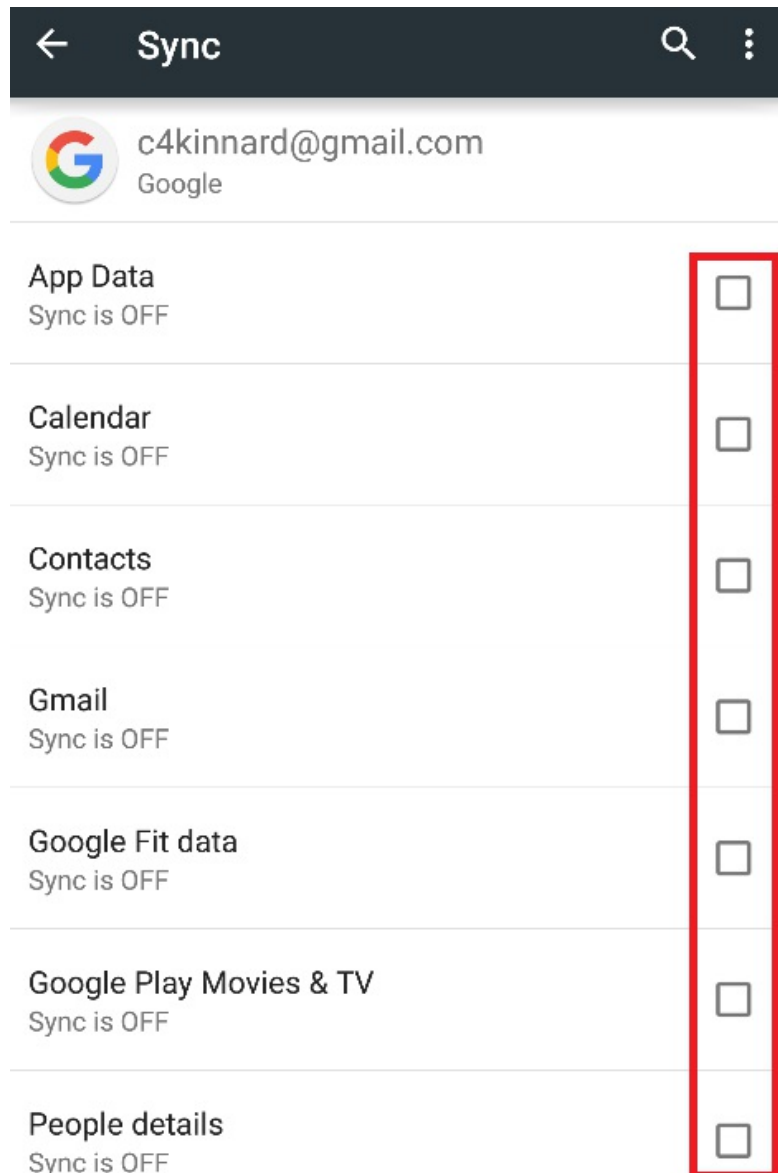 Sync
c4kinnard@gmail.com
Google
App Data
Sync is OFF
Calendar
Sync is OFF
Contacts
Sync is OFF
Gmail
Sync is OFF
Google Fit data
Sync is OFF
Google Play Movies & TV
Sync is OFF
People details
Sync is OFF